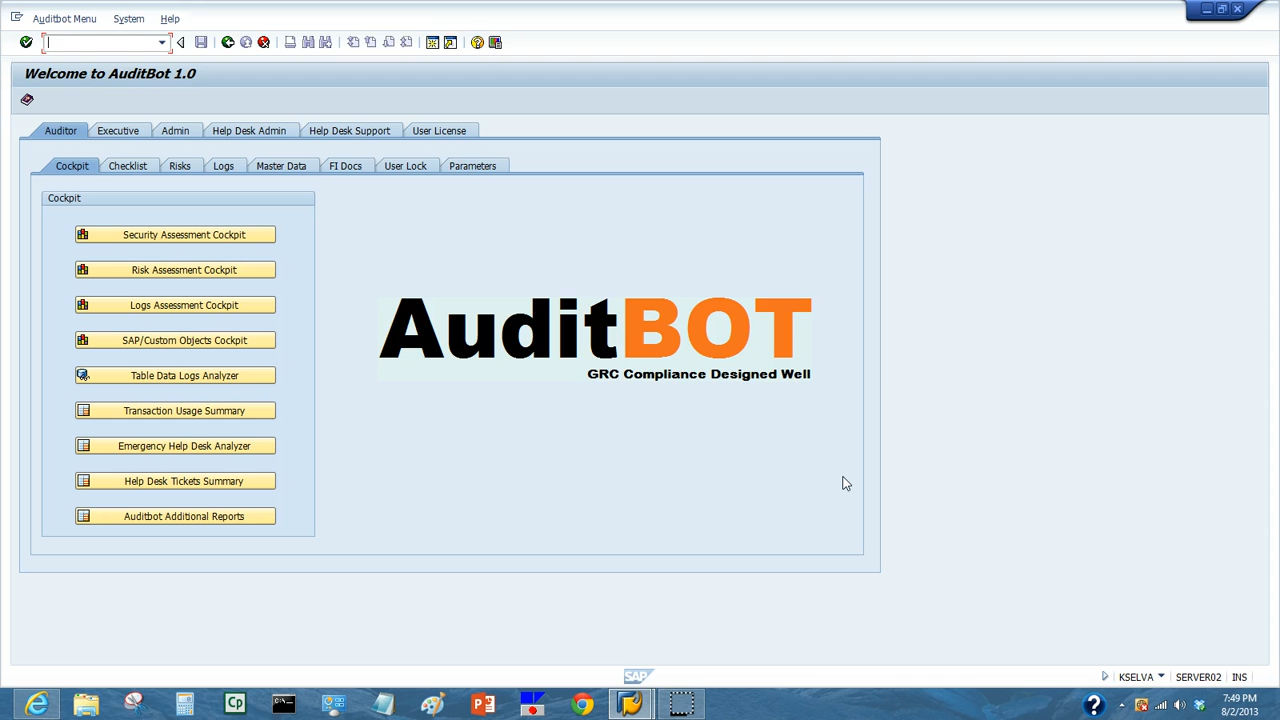 Auditbot Menu System Help
Welcome to AuditBot 1.0
Auditor Executive Admin Help Desk Admin Help Desk Support User License
Cockpit Checklist Risks Logs Master Data FI Docs User Lock Parameters
Cockpit
Security Assessment Cockpit
Risk Assessment Cockpit
Logs Assessment Cockpit
SAP/Custom Objects Cockpit
Table Data Logs Analyzer
Transaction Usage Summary
Emergency Help Desk Analyzer
Help Desk Tickets Summary
Auditbot Additional Reports
AuditBOT
GRC Compliance Designed Well
SAP
KSELVA SERVER02 INS
Cp
7:49 PM
8/2/2013